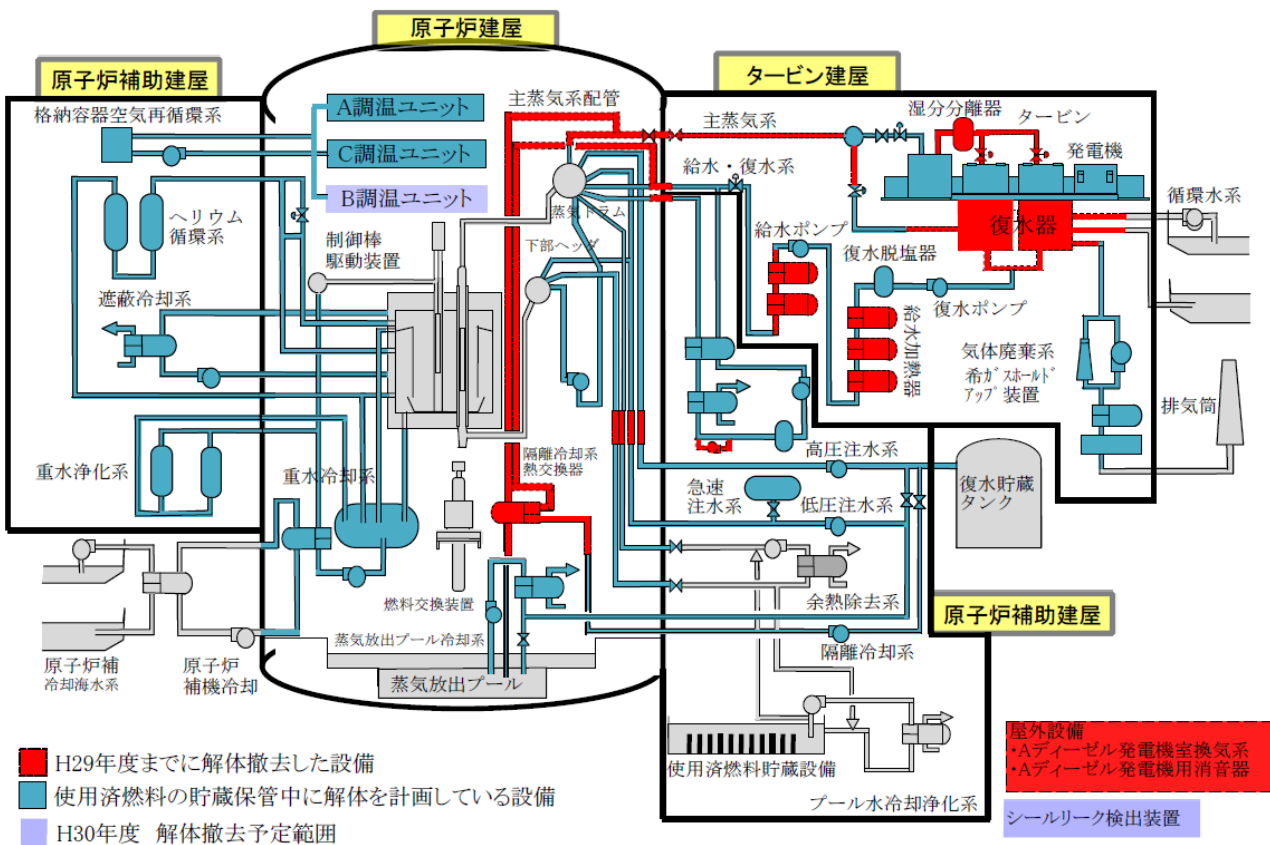 原子炉建屋
原子炉補助建屋
タービン建屋
格納容器空気再循環系
A調温ユニット
C調温ユニット
B調温ユニット
主蒸気系配管
主蒸気系
湿分分離器
タービン
発電機
給水・復水系
循環水系
ヘリウム
循環系
制御棒
駆動装置
蒸気ドラム
下部ヘッダ
給水ポンプ
復水脱塩器
復水器
復水ポンプ
遮蔽冷却系
給水加熱器
気体廃棄系
希ガスホールド
アップ装置
排気筒
重水浄化系
重水冷却系
隔離冷却系
熱交換器
高圧注水系
急速
注水系
低圧注水系
復水貯蔵
タンク
燃料交換装置
余熱除去系
原子炉補助建屋
蒸気放出プール冷却系
隔離冷却系
原子炉補
冷却海水系
原子炉
補機冷却
蒸気放出プール
使用済燃料貯蔵設備
プール水冷却浄化系
屋外設備
・Aディーゼル発電機室換気系
・Aディーゼル発電機用消音器
シールリーク検出装置
H29年度までに解体撤去した設備
使用済燃料の貯蔵保管中に解体を計画している設備
H30年度 解体撤去予定範囲